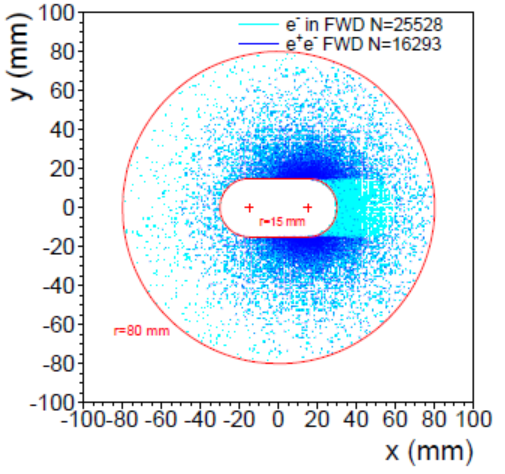 e⁻ in FWD N=25528
e⁺e⁻ FWD N=16293
y (mm)
100
80
60
40
20
0
-20
-40
-60
-80
-100
r=15 mm
r=80 mm
-100-80-60-40-20 0 20 40 60 80 100
x (mm)